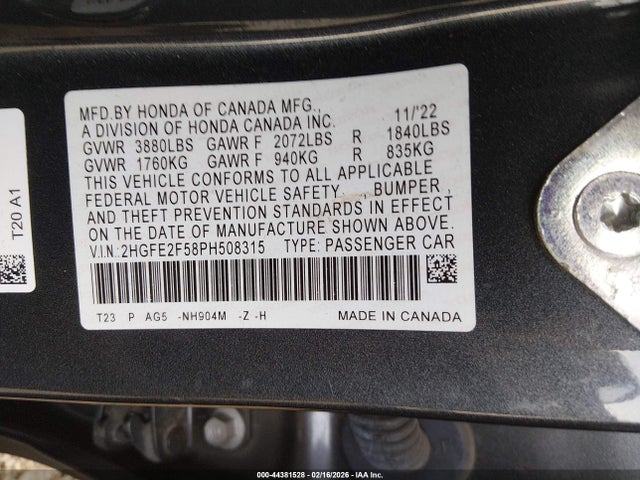 T20 A1
MFD.BY HONDA OF CANADA MFG., 11/'22
A DIVISION OF HONDA CANADA INC.
GVWR 3880LBS GAWR F 2072LBS R 1840LBS
GVWR 1760KG GAWR F 940KG R 835KG
THIS VEHICLE CONFORMS TO ALL APPLICABLE
FEDERAL MOTOR VEHICLE SAFETY, BUMPER,
AND THEFT PREVENTION STANDARDS IN EFFECT
ON THE DATE OF MANUFACTURE SHOWN ABOVE.
V.I.N:2HGFE2F58PH508315 TYPE:PASSENGER CAR
T23 P AG5 -NH904M -Z -H MADE IN CANADA
000-44381528 - 02/16/2026 - IAA Inc.